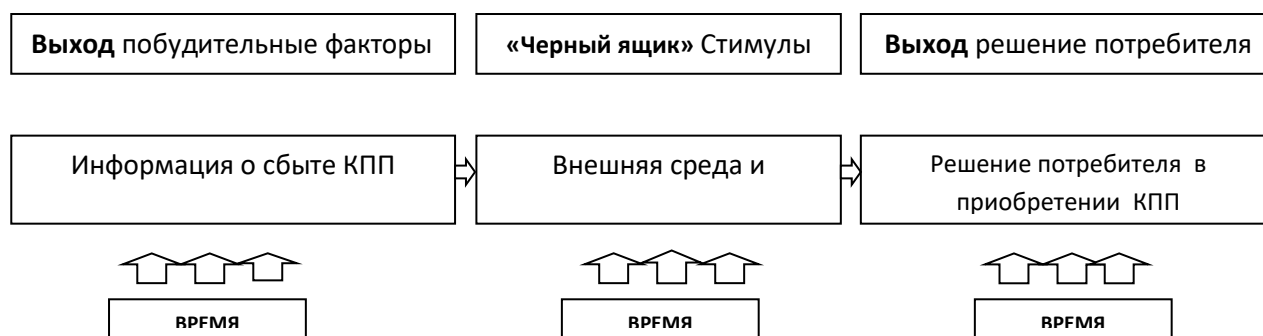 Выход побудительные факторы
«Черный ящик» Стимулы
Выход решение потребителя
Информация о сбыте КПП
Внешняя среда и
Решение потребителя в
приобретении КПП
ВРЕМЯ
ВРЕМЯ
ВРЕМЯ